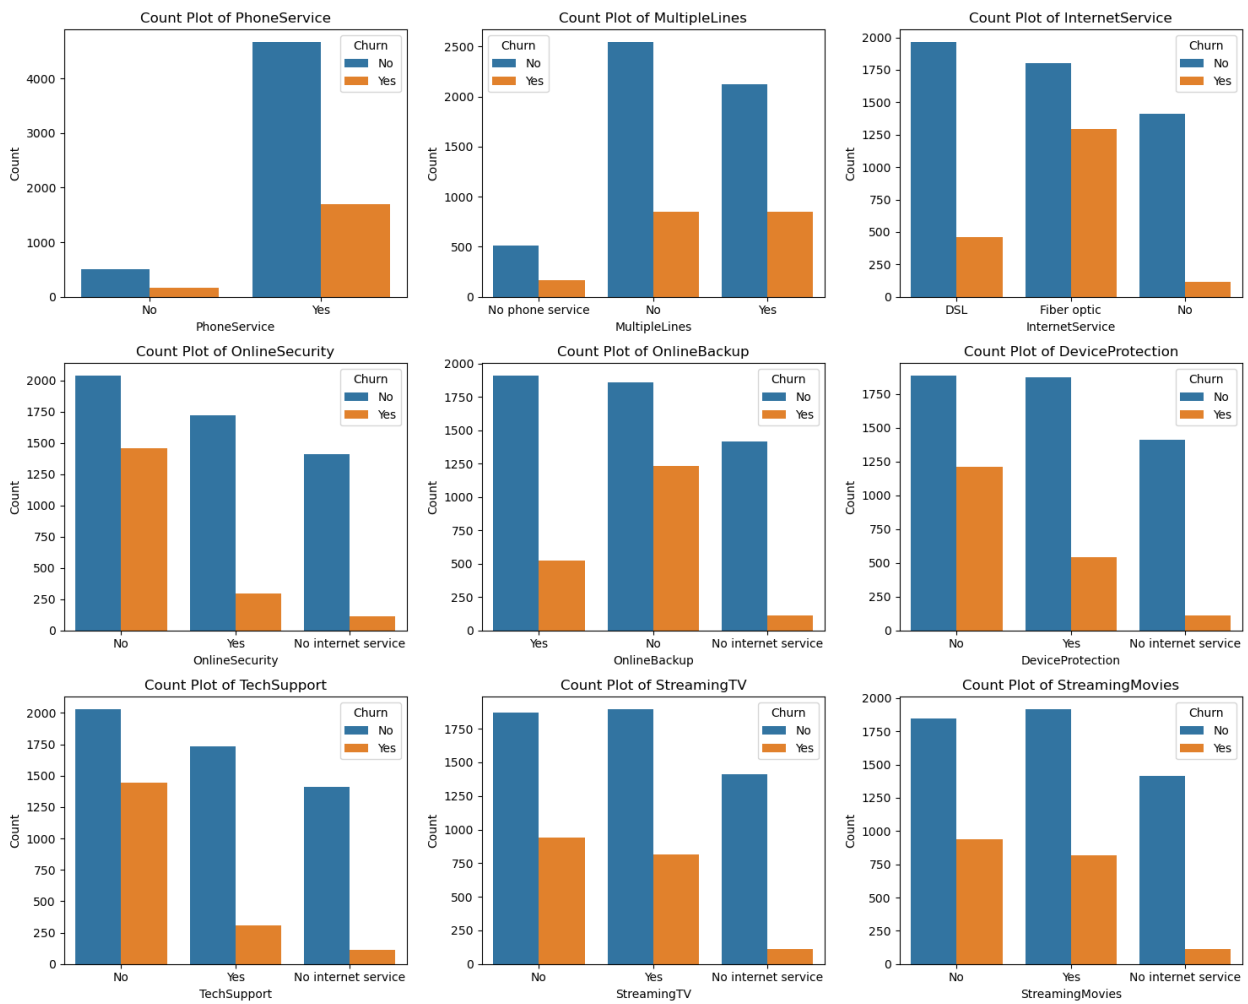 Count Plot of PhoneService
Churn
No
Yes
4000
3000
2000
1000
0
Count
No Yes
PhoneService
Count Plot of MultipleLines
Churn
No
Yes
2500
2000
1500
1000
500
0
Count
No phone service No Yes
MultipleLines
Count Plot of InternetService
Churn
No
Yes
2000
1750
1500
1250
1000
750
500
250
0
Count
DSL Fiber optic No
InternetService
Count Plot of OnlineSecurity
Churn
No
Yes
2000
1750
1500
1250
1000
750
500
250
0
Count
No Yes No internet service
OnlineSecurity
Count Plot of OnlineBackup
Churn
No
Yes
2000
1750
1500
1250
1000
750
500
250
0
Count
Yes No No internet service
OnlineBackup
Count Plot of DeviceProtection
Churn
No
Yes
1750
1500
1250
1000
750
500
250
0
Count
No Yes No internet service
DeviceProtection
Count Plot of TechSupport
Churn
No
Yes
2000
1750
1500
1250
1000
750
500
250
0
Count
No Yes No internet service
TechSupport
Count Plot of StreamingTV
Churn
No
Yes
1750
1500
1250
1000
750
500
250
0
Count
No Yes No internet service
StreamingTV
Count Plot of StreamingMovies
Churn
No
Yes
2000
1750
1500
1250
1000
750
500
250
0
Count
No Yes No internet service
StreamingMovies